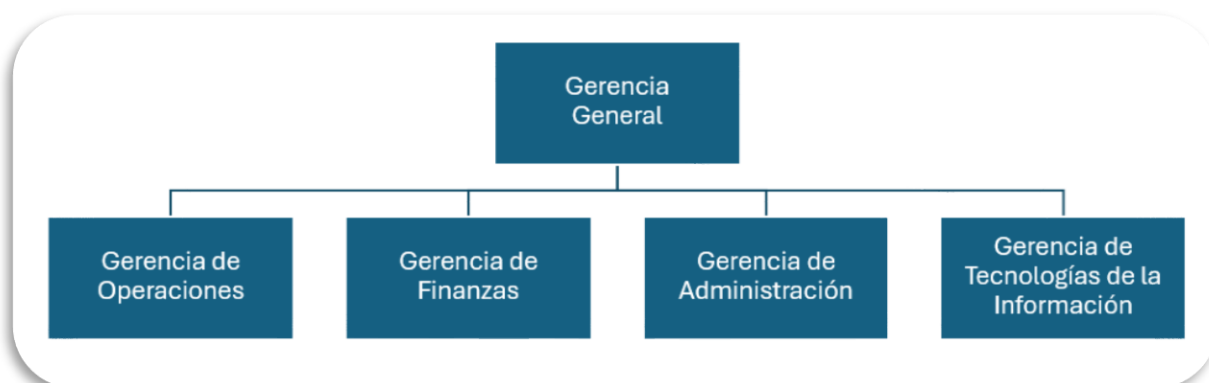 Gerencia
General
Gerencia de
Operaciones
Gerencia de
Finanzas
Gerencia de
Administración
Gerencia de
Tecnologías de la
Información